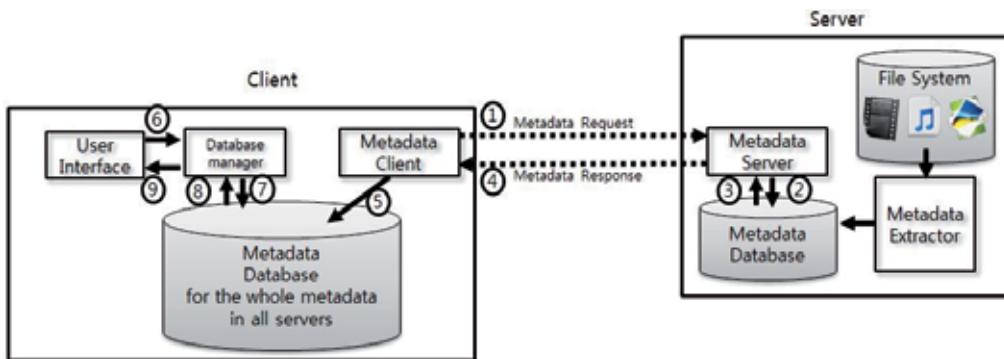 Server
Client
File System
⑥
①
Metadata Request
User
Interface
Database
manager
Metadata
Client
Metadata
Server
④
Metadata Response
⑨
⑧
⑦
⑤
③
②
Metadata
Database
for the whole metadata
in all servers
Metadata
Database
Metadata
Extractor